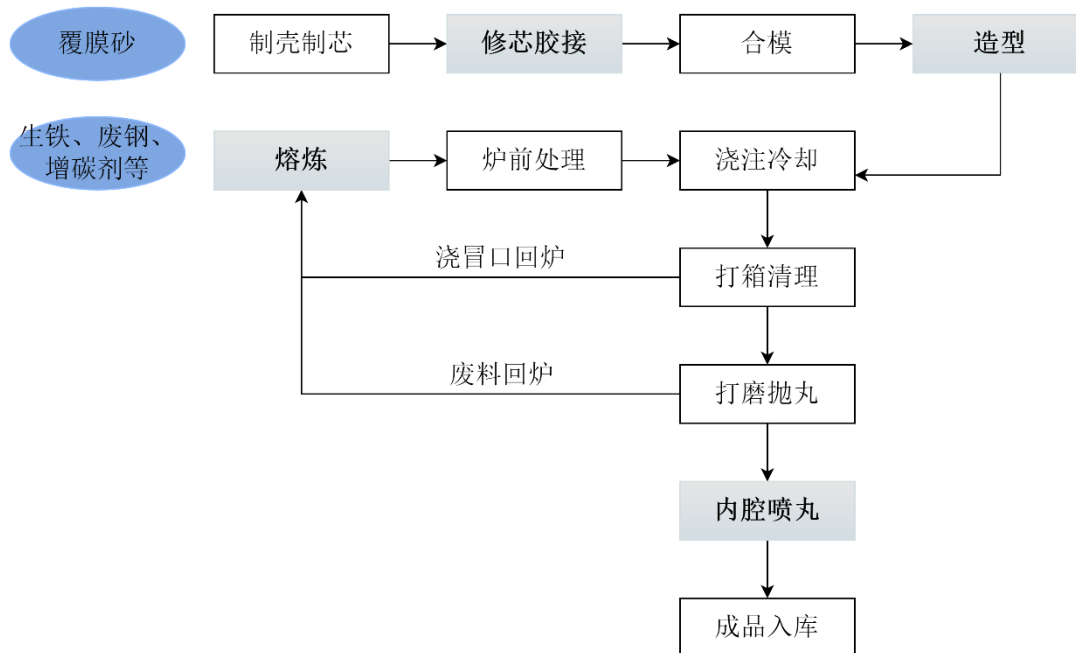 覆膜砂
制壳制芯
修芯胶接
合模
造型
生铁、废钢、
增碳剂等
熔炼
炉前处理
浇注冷却
浇冒口回炉
打箱清理
废料回炉
打磨抛丸
内腔喷丸
成品入库